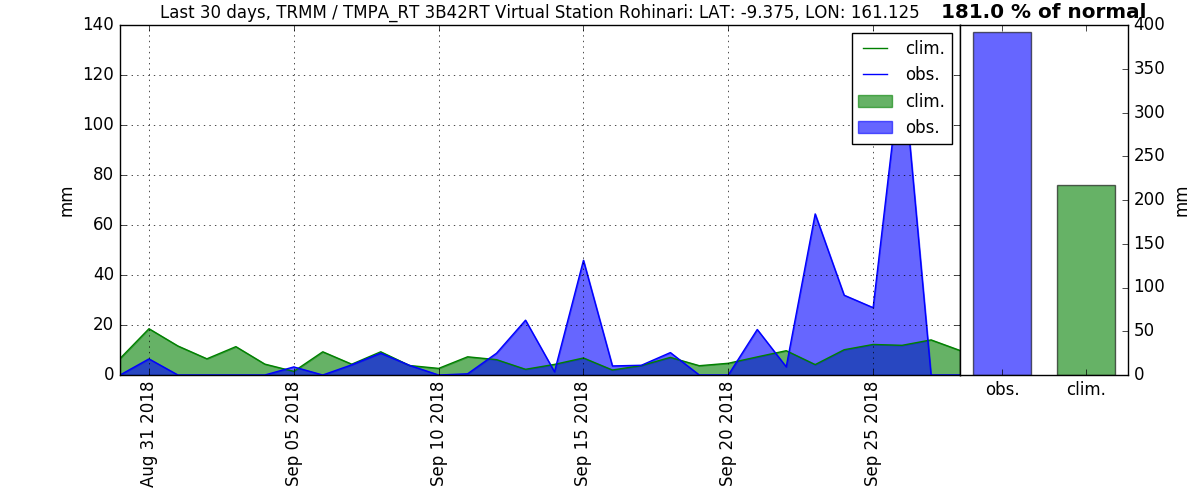 Last 30 days, TRMM / TMPA_RT 3B42RT Virtual Station Rohinari: LAT: -9.375, LON: 161.125
181.0 % of normal
140
120
100
80
60
40
20
0
mm
clim.
obs.
clim.
obs.
Aug 31 2018
Sep 05 2018
Sep 10 2018
Sep 15 2018
Sep 20 2018
Sep 25 2018
400
350
300
250
200
150
100
50
0
mm
obs.
clim.